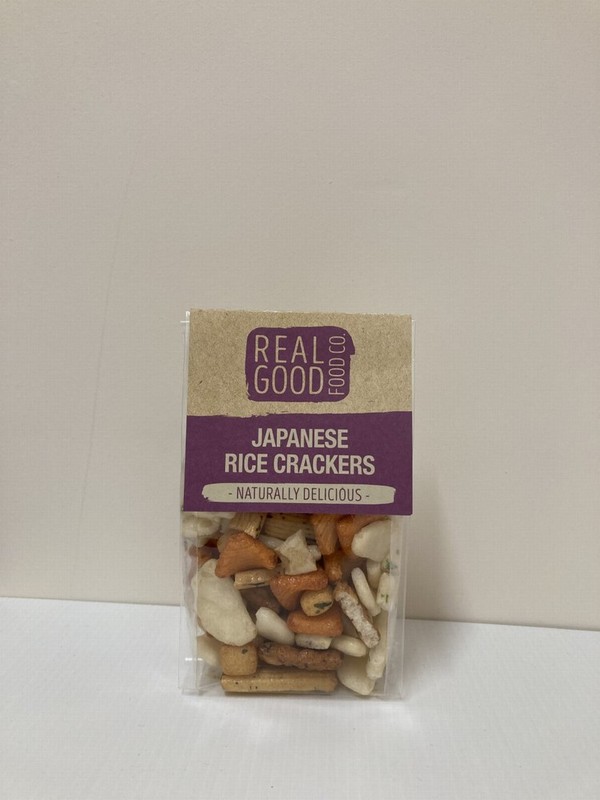 REAL
GOOD
FOOD CO.
JAPANESE
RICE CRACKERS
- NATURALLY DELICIOUS -